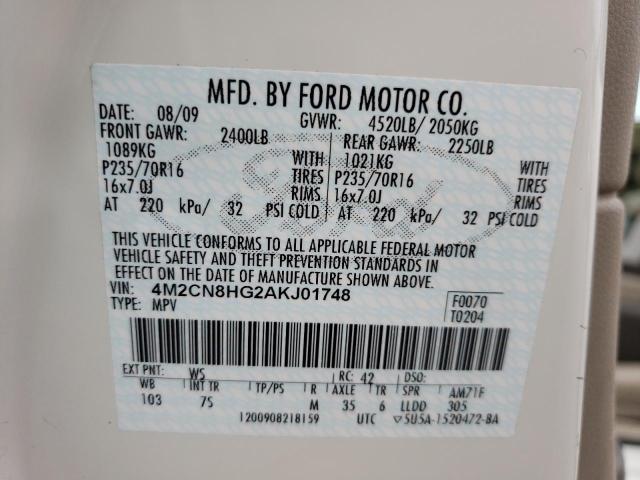 MFD. BY FORD MOTOR CO.
DATE: 08/09 GVWR: 4520LB/ 2050KG
FRONT GAWR: 2400LB REAR GAWR: 2250LB
1089KG WITH 1021KG WITH
P235/70R16 TIRES P235/70R16 TIRES
16x7.0J RIMS 16x7.0J RIMS
AT 220 kPa/ 32 PSI COLD AT 220 kPa/ 32 PSI COLD
THIS VEHICLE CONFORMS TO ALL APPLICABLE FEDERAL MOTOR
VEHICLE SAFETY AND THEFT PREVENTION STANDARDS IN
EFFECT ON THE DATE OF MANUFACTURE SHOWN ABOVE.
VIN: 4M2CN8HG2AKJ01748 F0070
TYPE: MPV T0204
EXT PNT: WS RC: 42 DSO:
WB INT TR TP/PS R AXLE TR SPR AM71F
103 75 M 35 6 LLDD 305
1200908218159 UTC ▽5U5A-1520472-BA
Ford